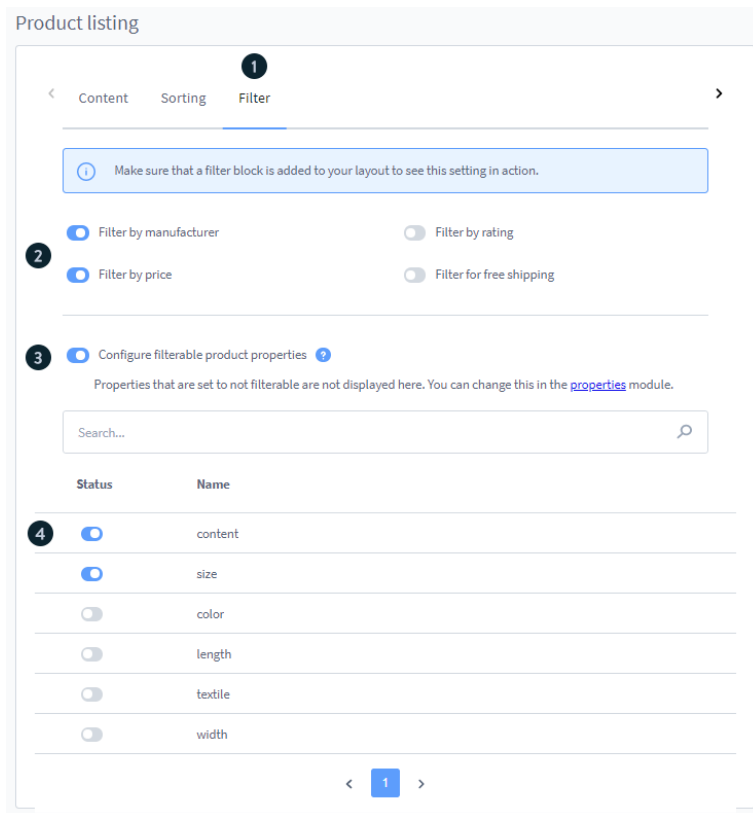 Product listing
1
Content Sorting Filter
Make sure that a filter block is added to your layout to see this setting in action.
Filter by manufacturer Filter by rating
2
Filter by price Filter for free shipping
3 Configure filterable product properties ?
Properties that are set to not filterable are not displayed here. You can change this in the properties module.
Search...
Status Name
4 content
size
color
length
textile
width
1